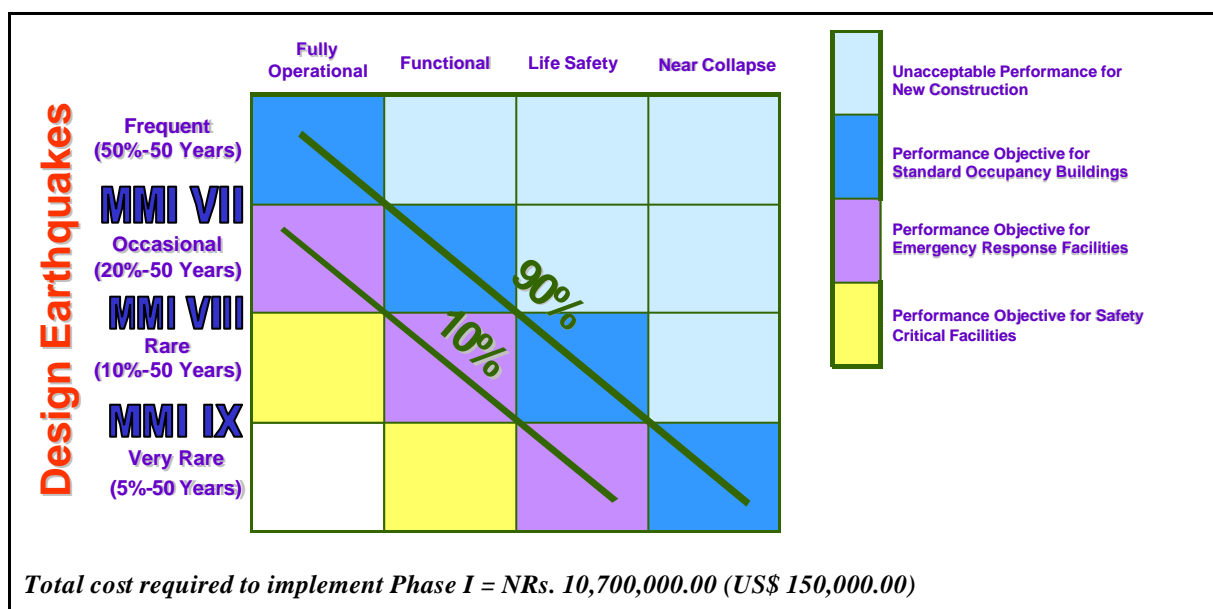 Fully
Operational
Functional
Life Safety
Near Collapse
Design Earthquakes
Frequent
(50%-50 Years)
MMI VII
Occasional
(20%-50 Years)
MMI VIII
Rare
(10%-50 Years)
MMI IX
Very Rare
(5%-50 Years)
90%
10%
Unacceptable Performance for
New Construction
Performance Objective for
Standard Occupancy Buildings
Performance Objective for
Emergency Response Facilities
Performance Objective for Safety
Critical Facilities
Total cost required to implement Phase I = NRs. 10,700,000.00 (US$ 150,000.00)